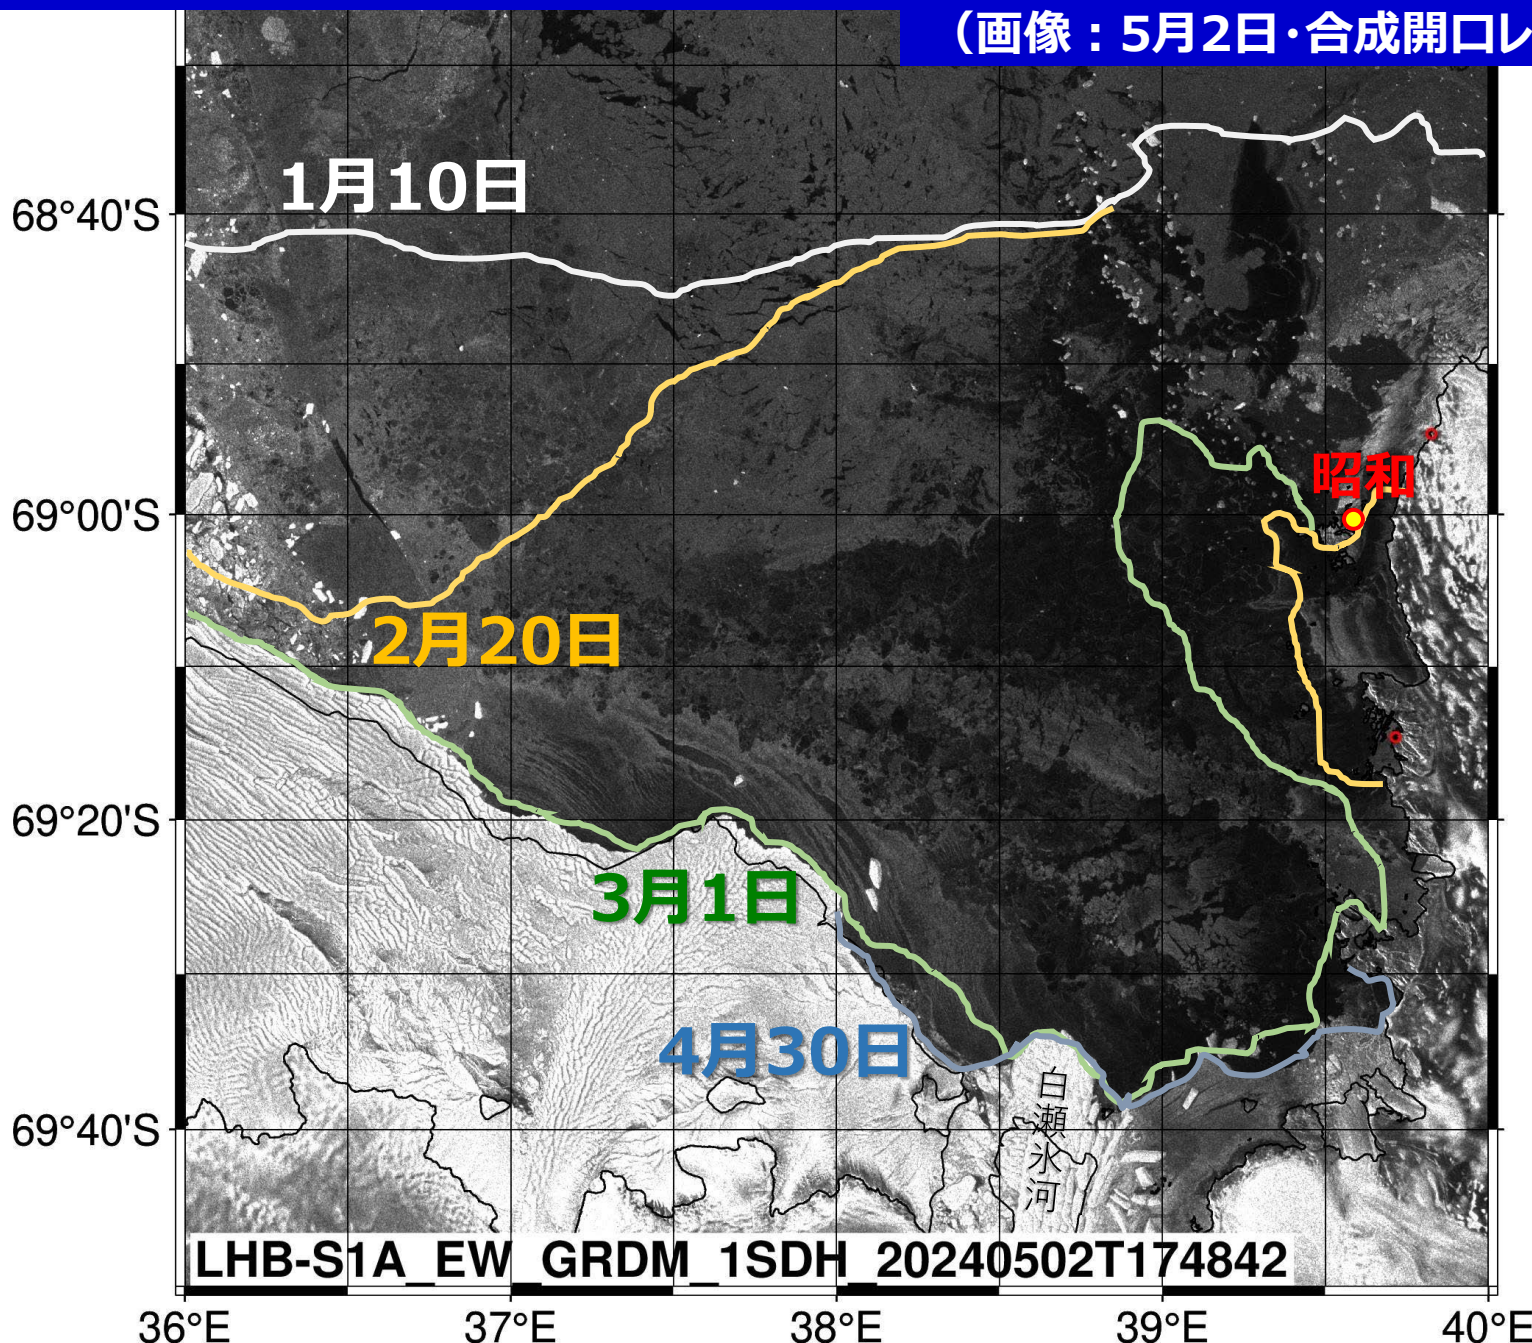 （画像：5月2日･合成開口レ
1月10日
68°40'S
昭和
69°00'S
2月20日
69°20'S
3月1日
4月30日
白瀬氷河
69°40'S
LHB-S1A_EW_GRDM_1SDH_20240502T174842
36°E 37°E 38°E 39°E 40°E